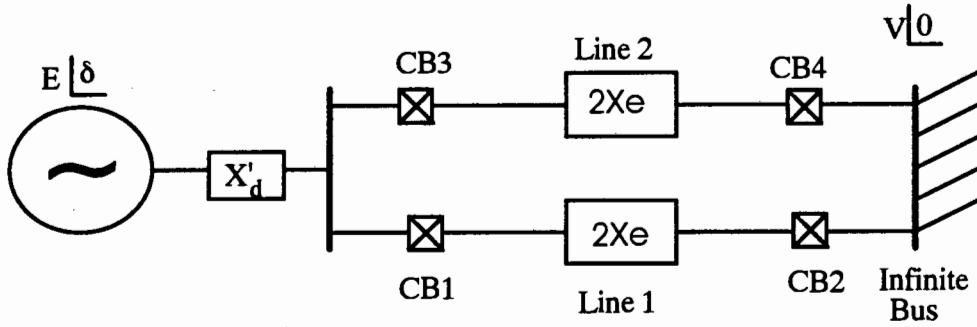 V|0
Line 2
E|δ
CB3
CB4
2Xe
X'd
2Xe
CB1
CB2
Line 1
Infinite
Bus